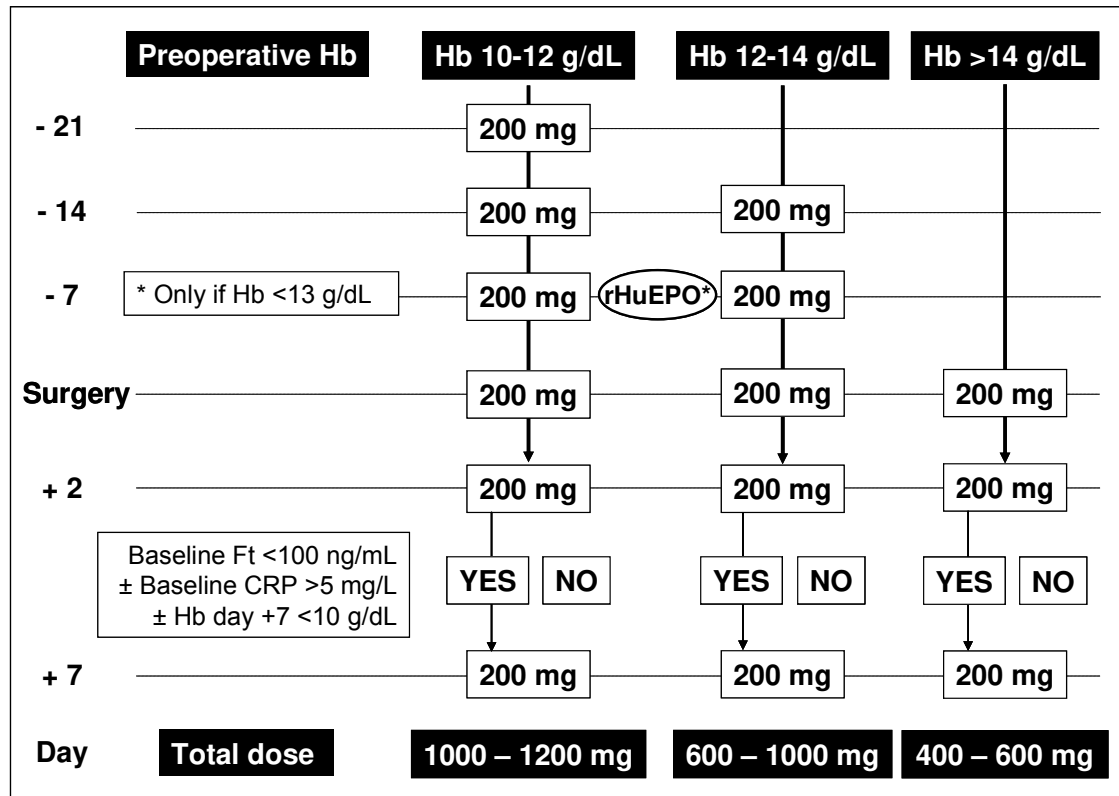 Preoperative Hb Hb 10-12 g/dL Hb 12-14 g/dL Hb >14 g/dL
- 21 200 mg
- 14 200 mg 200 mg
- 7 * Only if Hb <13 g/dL 200 mg rHuEPO* 200 mg
Surgery 200 mg 200 mg 200 mg
+ 2 200 mg 200 mg 200 mg
Baseline Ft <100 ng/mL
± Baseline CRP >5 mg/L
± Hb day +7 <10 g/dL
YES NO YES NO YES NO
+ 7 200 mg 200 mg 200 mg
Day Total dose 1000 – 1200 mg 600 – 1000 mg 400 – 600 mg